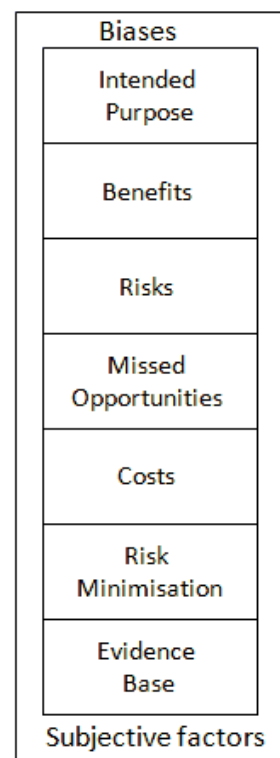 Biases
Intended
Purpose
Benefits
Risks
Missed
Opportunities
Costs
Risk
Minimisation
Evidence
Base
Subjective factors